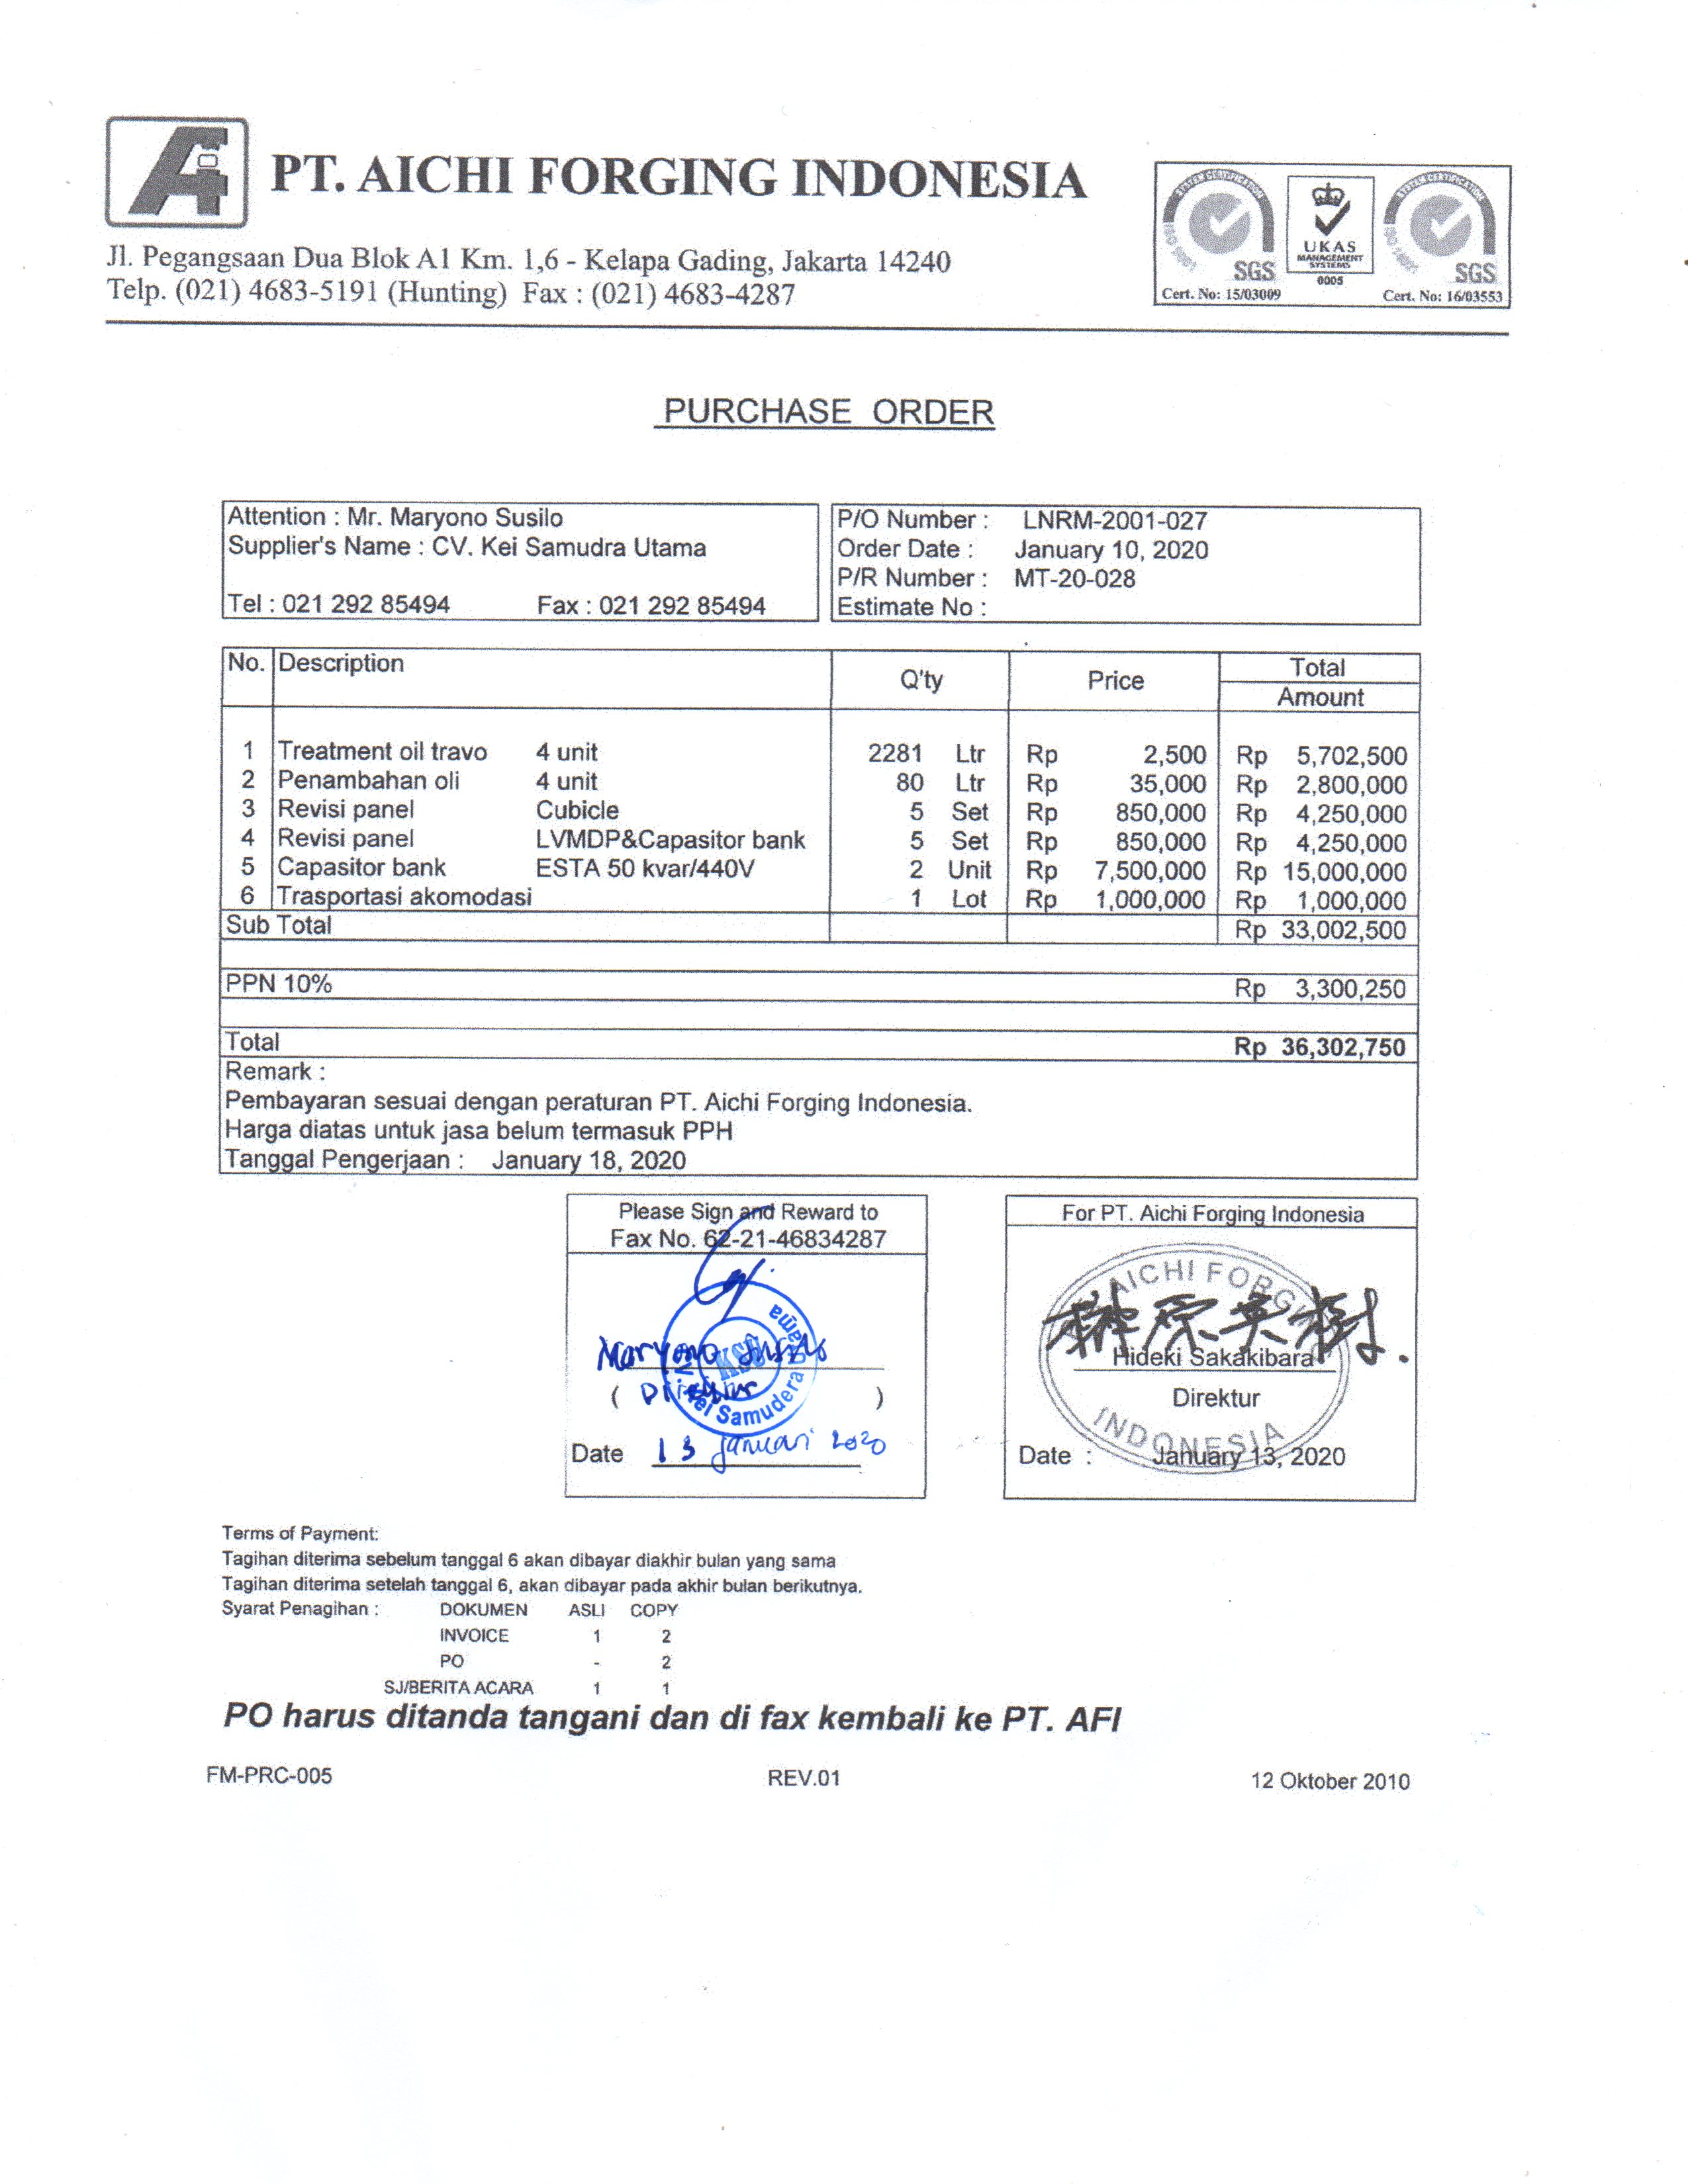 PT. AICHI FORGING INDONESIA
Jl. Pegangsaan Dua Blok A1 Km. 1,6 - Kelapa Gading, Jakarta 14240
Telp. (021) 4683-5191 (Hunting) Fax : (021) 4683-4287
SYSTEM CERTIFICATION
ISO 9001
SGS
Cert. No: 15/03009
UKAS
MANAGEMENT
SYSTEMS
0005
SYSTEM CERTIFICATION
SGS
Cert. No: 16/03553
PURCHASE ORDER
Attention : Mr. Maryono Susilo
Supplier's Name : CV. Kei Samudra Utama
Tel : 021 292 85494 Fax : 021 292 85494
P/O Number : LNRM-2001-027
Order Date : January 10, 2020
P/R Number : MT-20-028
Estimate No :
No. Description Q'ty Price Total
Amount
1 Treatment oil travo 4 unit 2281 Ltr Rp 2,500 Rp 5,702,500
2 Penambahan oli 4 unit 80 Ltr Rp 35,000 Rp 2,800,000
3 Revisi panel Cubicle 5 Set Rp 850,000 Rp 4,250,000
4 Revisi panel LVMDP&Capasitor bank 5 Set Rp 850,000 Rp 4,250,000
5 Capasitor bank ESTA 50 kvar/440V 2 Unit Rp 7,500,000 Rp 15,000,000
6 Trasportasi akomodasi 1 Lot Rp 1,000,000 Rp 1,000,000
Sub Total Rp 33,002,500
PPN 10% Rp 3,300,250
Total Rp 36,302,750
Remark :
Pembayaran sesuai dengan peraturan PT. Aichi Forging Indonesia.
Harga diatas untuk jasa belum termasuk PPH
Tanggal Pengerjaan : January 18, 2020
Please Sign and Reward to
Fax No. 62-21-46834287
Maryono Susilo
( Direktur )
KSU
Kei Samudera Utama
Date 13 Januari 2020
For PT. Aichi Forging Indonesia
AICHI FORGING
INDONESIA
榊原英樹.
Hideki Sakakibara
Direktur
Date : January 13, 2020
Terms of Payment:
Tagihan diterima sebelum tanggal 6 akan dibayar diakhir bulan yang sama
Tagihan diterima setelah tanggal 6, akan dibayar pada akhir bulan berikutnya.
Syarat Penagihan : DOKUMEN ASLI COPY
INVOICE 1 2
PO - 2
SJ/BERITA ACARA 1 1
PO harus ditanda tangani dan di fax kembali ke PT. AFI
FM-PRC-005 REV.01 12 Oktober 2010